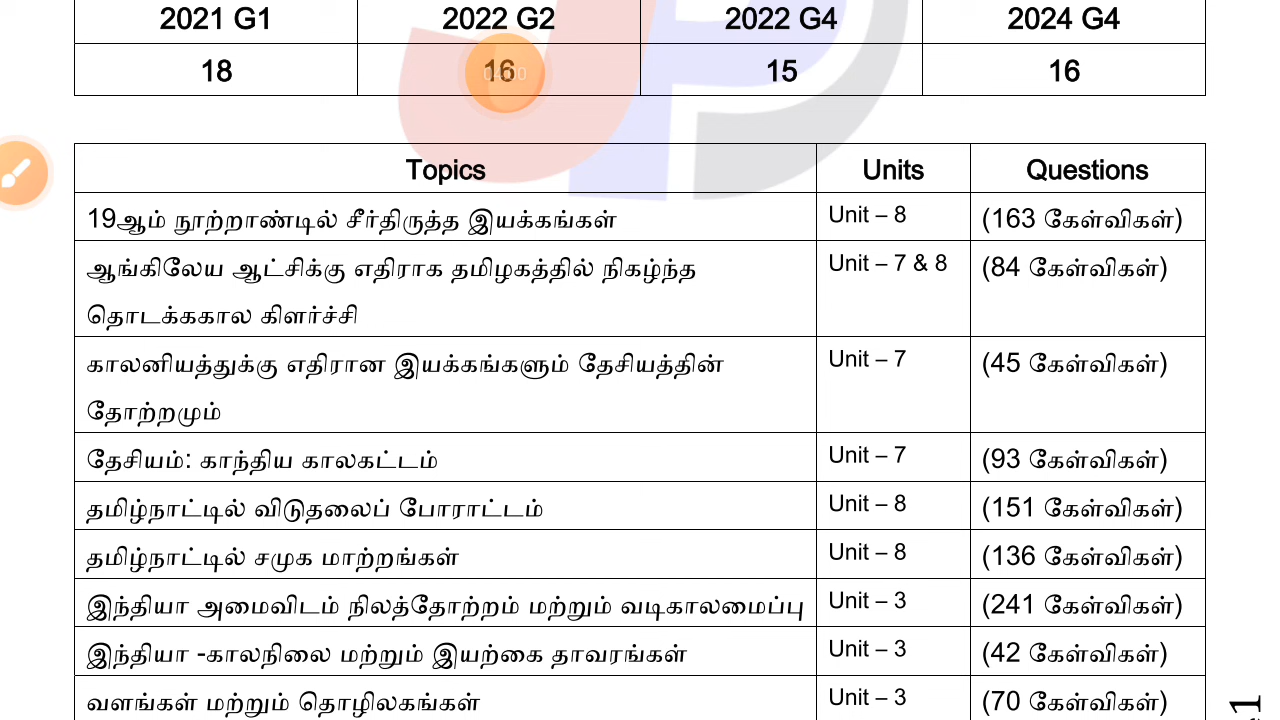 2021 G1 2022 G2 2022 G4 2024 G4
18 16 15 16
04:00
Topics Units Questions
19ஆம் நூற்றாண்டில் சீர்திருத்த இயக்கங்கள் Unit – 8 (163 கேள்விகள்)
ஆங்கிலேய ஆட்சிக்கு எதிராக தமிழகத்தில் நிகழ்ந்த Unit – 7 & 8 (84 கேள்விகள்)
தொடக்ககால கிளர்ச்சி
காலனியத்துக்கு எதிரான இயக்கங்களும் தேசியத்தின் Unit – 7 (45 கேள்விகள்)
தோற்றமும்
தேசியம்: காந்திய காலகட்டம் Unit – 7 (93 கேள்விகள்)
தமிழ்நாட்டில் விடுதலைப் போராட்டம் Unit – 8 (151 கேள்விகள்)
தமிழ்நாட்டில் சமுக மாற்றங்கள் Unit – 8 (136 கேள்விகள்)
இந்தியா அமைவிடம் நிலத்தோற்றம் மற்றும் வடிகாலமைப்பு Unit – 3 (241 கேள்விகள்)
இந்தியா -காலநிலை மற்றும் இயற்கை தாவரங்கள் Unit – 3 (42 கேள்விகள்)
வளங்கள் மற்றும் தொழிலகங்கள் Unit – 3 (70 கேள்விகள்)